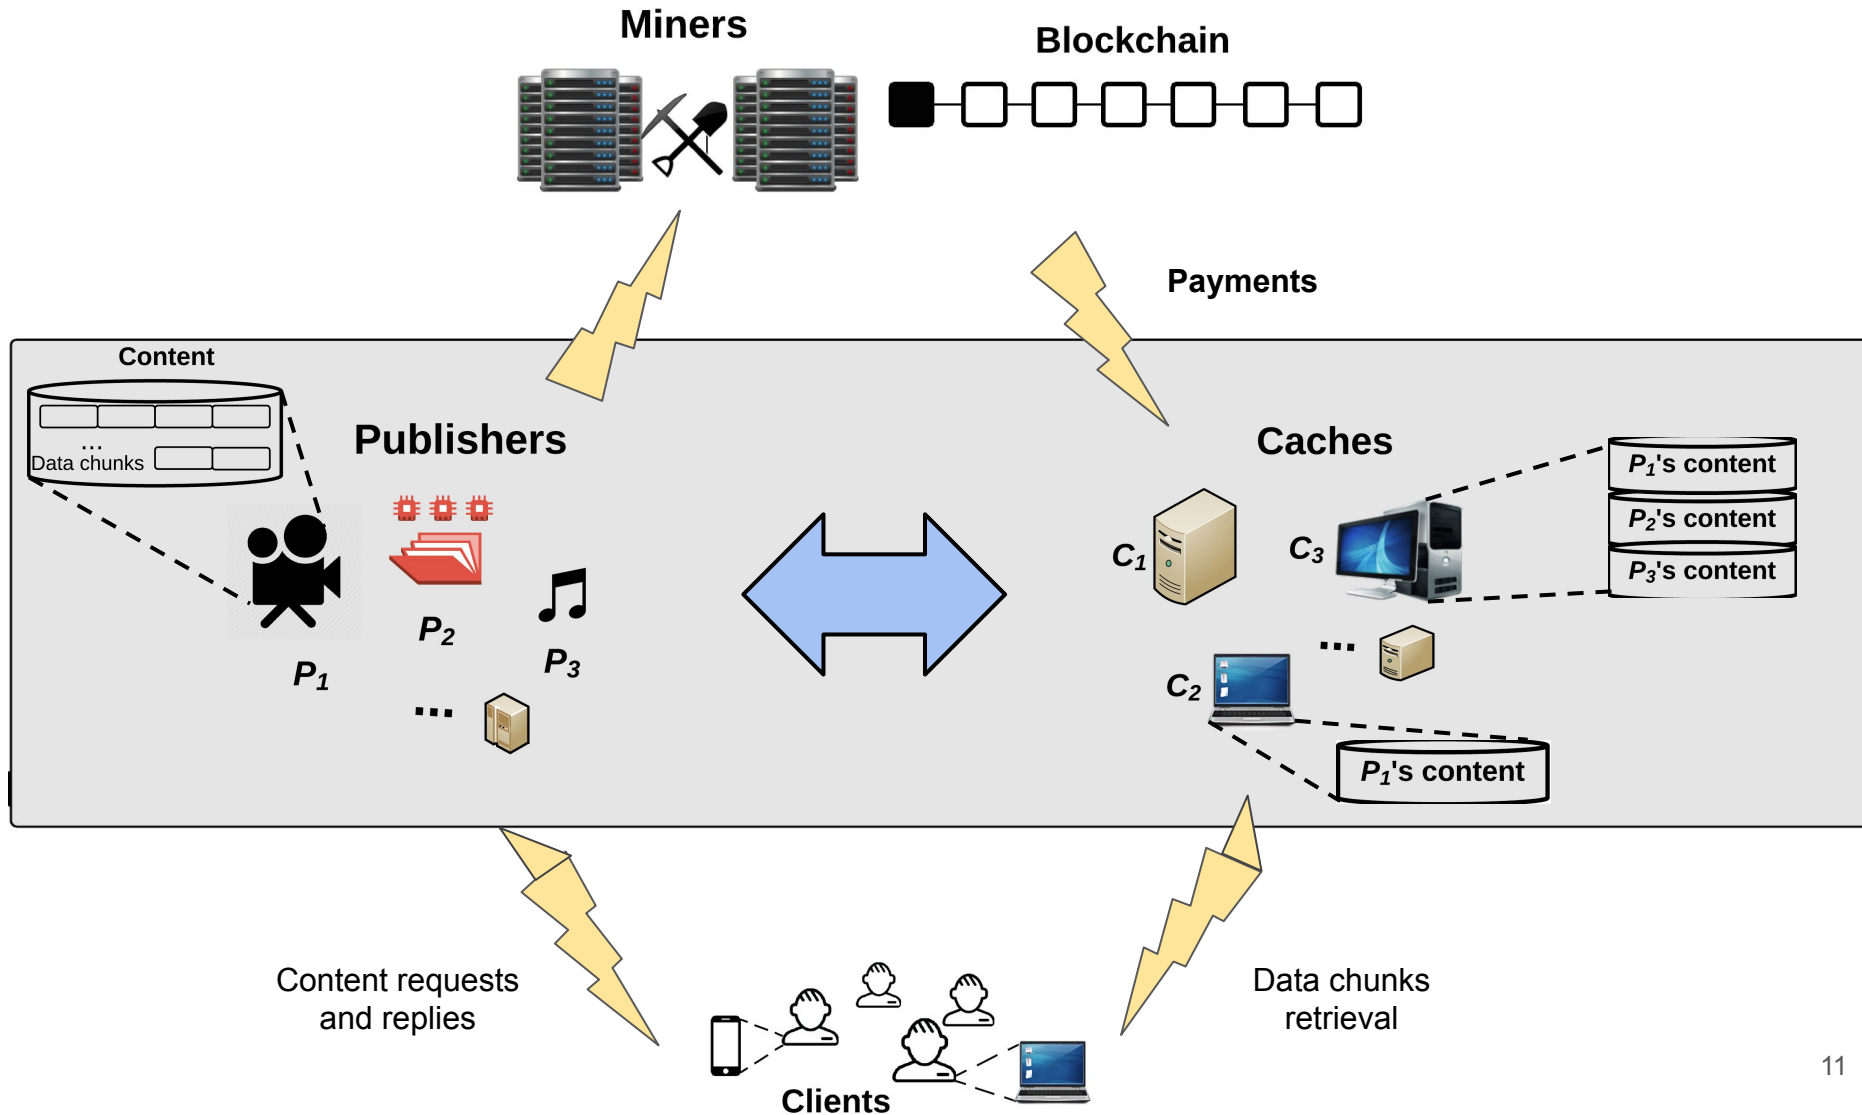 Miners
Blockchain
Payments
Content
...
Data chunks
Publishers
Caches
P1's content
P2's content
P3's content
C1
C3
P2
P3
P1
...
...
C2
P1's content
Content requests
and replies
Data chunks
retrieval
Clients
11